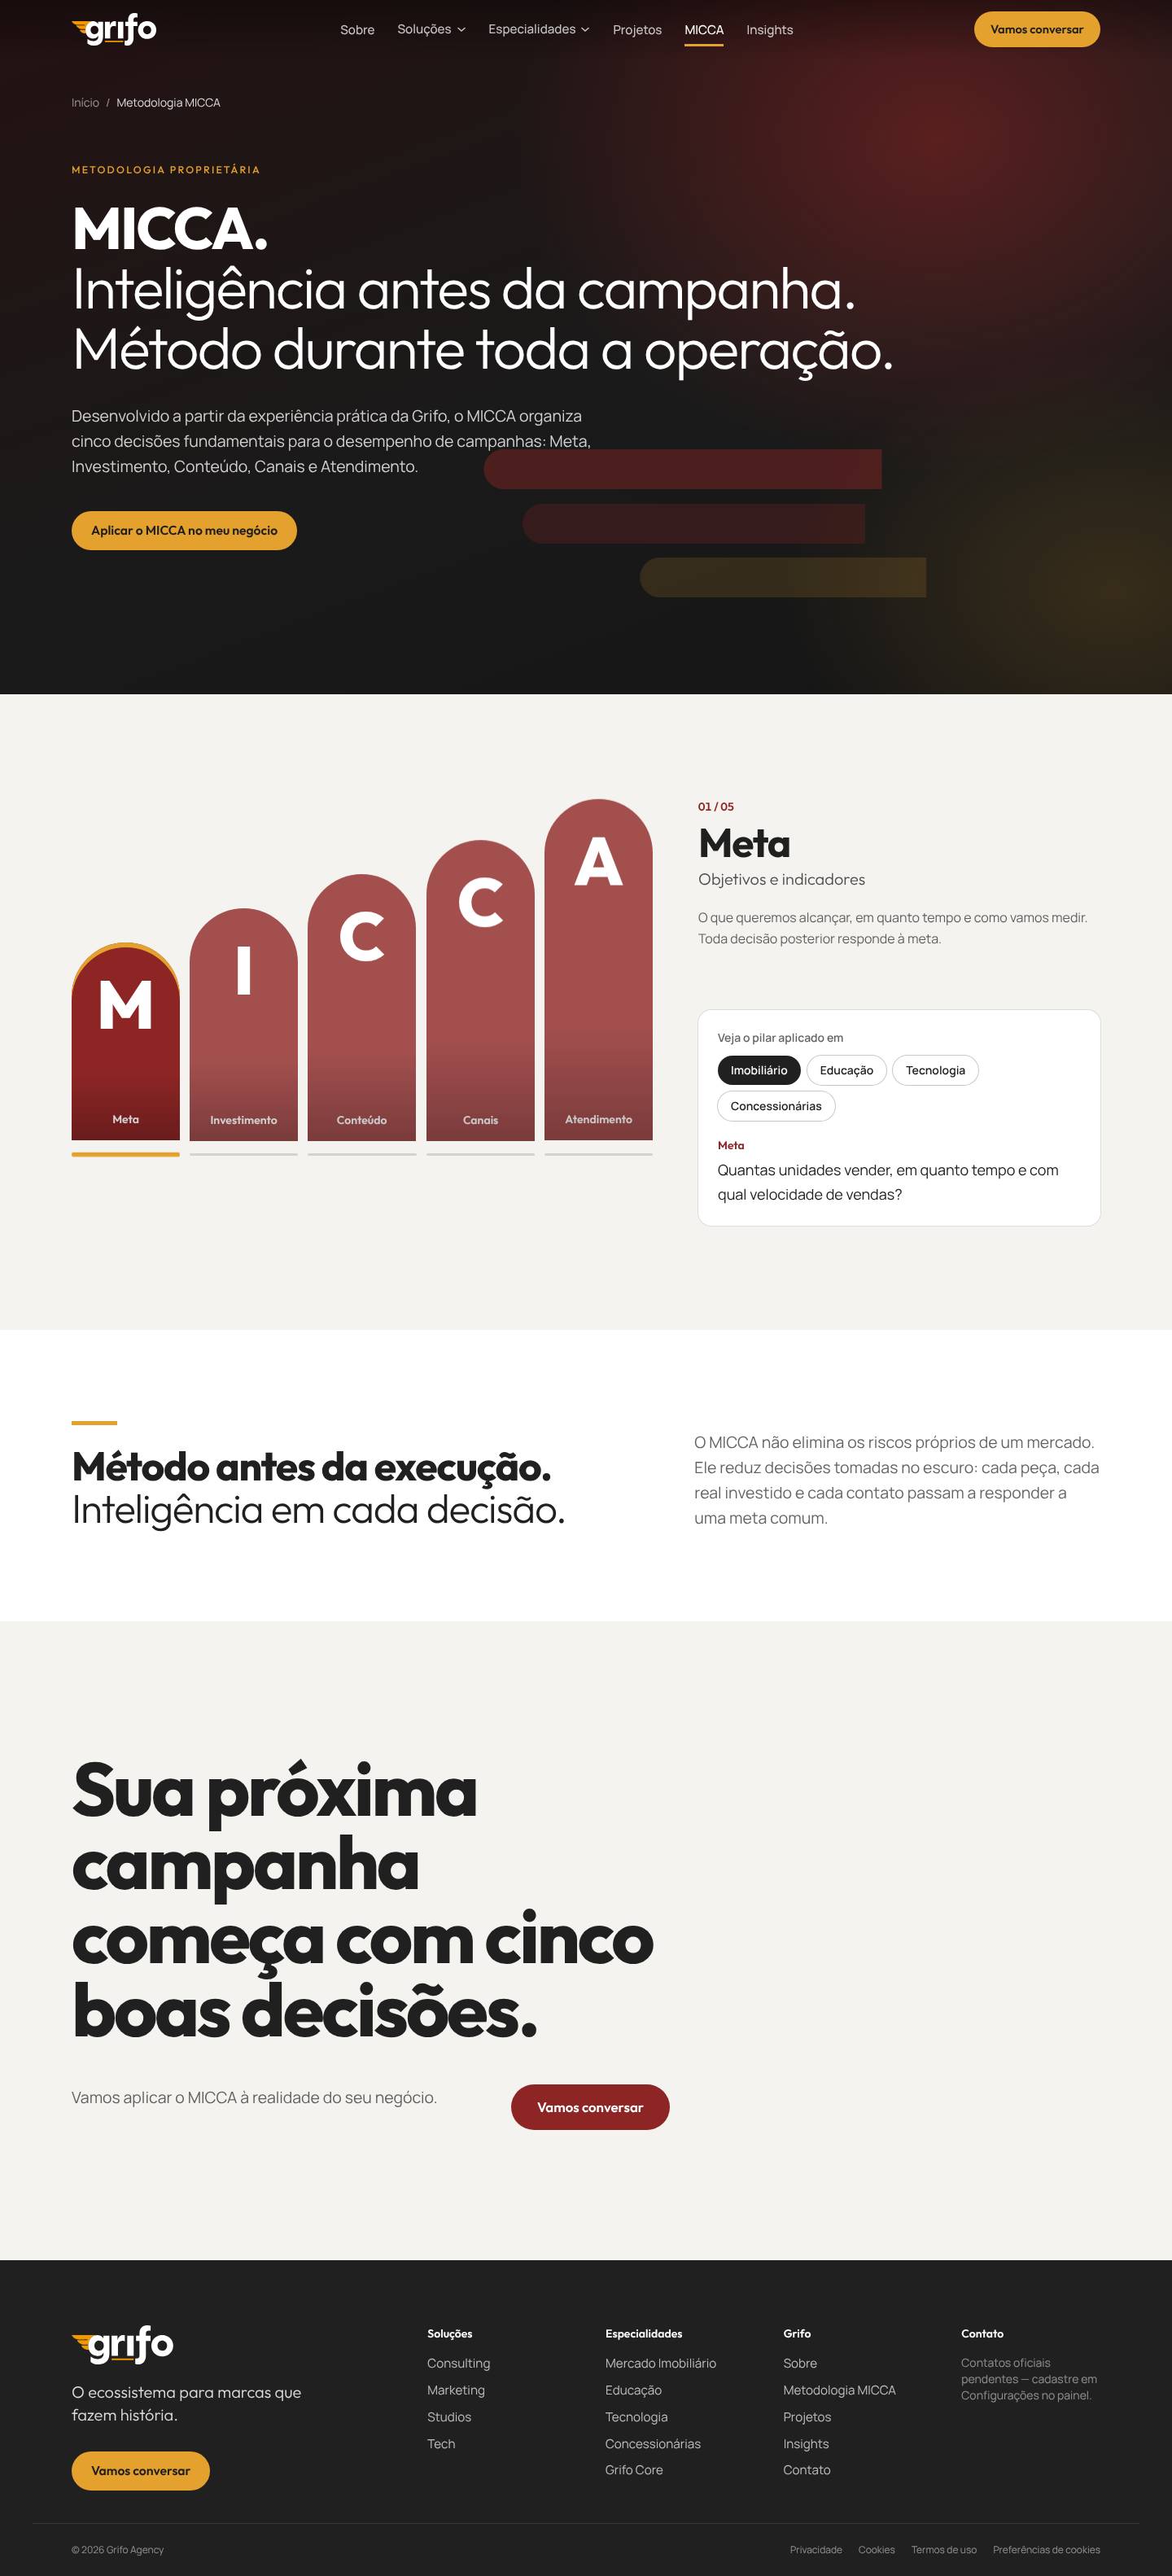 grifo
Sobre
Soluções
Especialidades
Projetos
MICCA
Insights
Vamos conversar
Início / Metodologia MICCA
METODOLOGIA PROPRIETÁRIA
MICCA.
Inteligência antes da campanha.
Método durante toda a operação.
Desenvolvido a partir da experiência prática da Grifo, o MICCA organiza
cinco decisões fundamentais para o desempenho de campanhas: Meta,
Investimento, Conteúdo, Canais e Atendimento.
Aplicar o MICCA no meu negócio
M
Meta
I
Investimento
C
Conteúdo
C
Canais
A
Atendimento
01 / 05
Meta
Objetivos e indicadores
O que queremos alcançar, em quanto tempo e como vamos medir.
Toda decisão posterior responde à meta.
Veja o pilar aplicado em
Imobiliário
Educação
Tecnologia
Concessionárias
Meta
Quantas unidades vender, em quanto tempo e com
qual velocidade de vendas?
Método antes da execução.
Inteligência em cada decisão.
O MICCA não elimina os riscos próprios de um mercado.
Ele reduz decisões tomadas no escuro: cada peça, cada
real investido e cada contato passam a responder a
uma meta comum.
Sua próxima
campanha
começa com cinco
boas decisões.
Vamos aplicar o MICCA à realidade do seu negócio.
Vamos conversar
grifo
O ecossistema para marcas que
fazem história.
Vamos conversar
Soluções
Consulting
Marketing
Studios
Tech
Especialidades
Mercado Imobiliário
Educação
Tecnologia
Concessionárias
Grifo Core
Grifo
Sobre
Metodologia MICCA
Projetos
Insights
Contato
Contato
Contatos oficiais
pendentes — cadastre em
Configurações no painel.
© 2026 Grifo Agency
Privacidade
Cookies
Termos de uso
Preferências de cookies